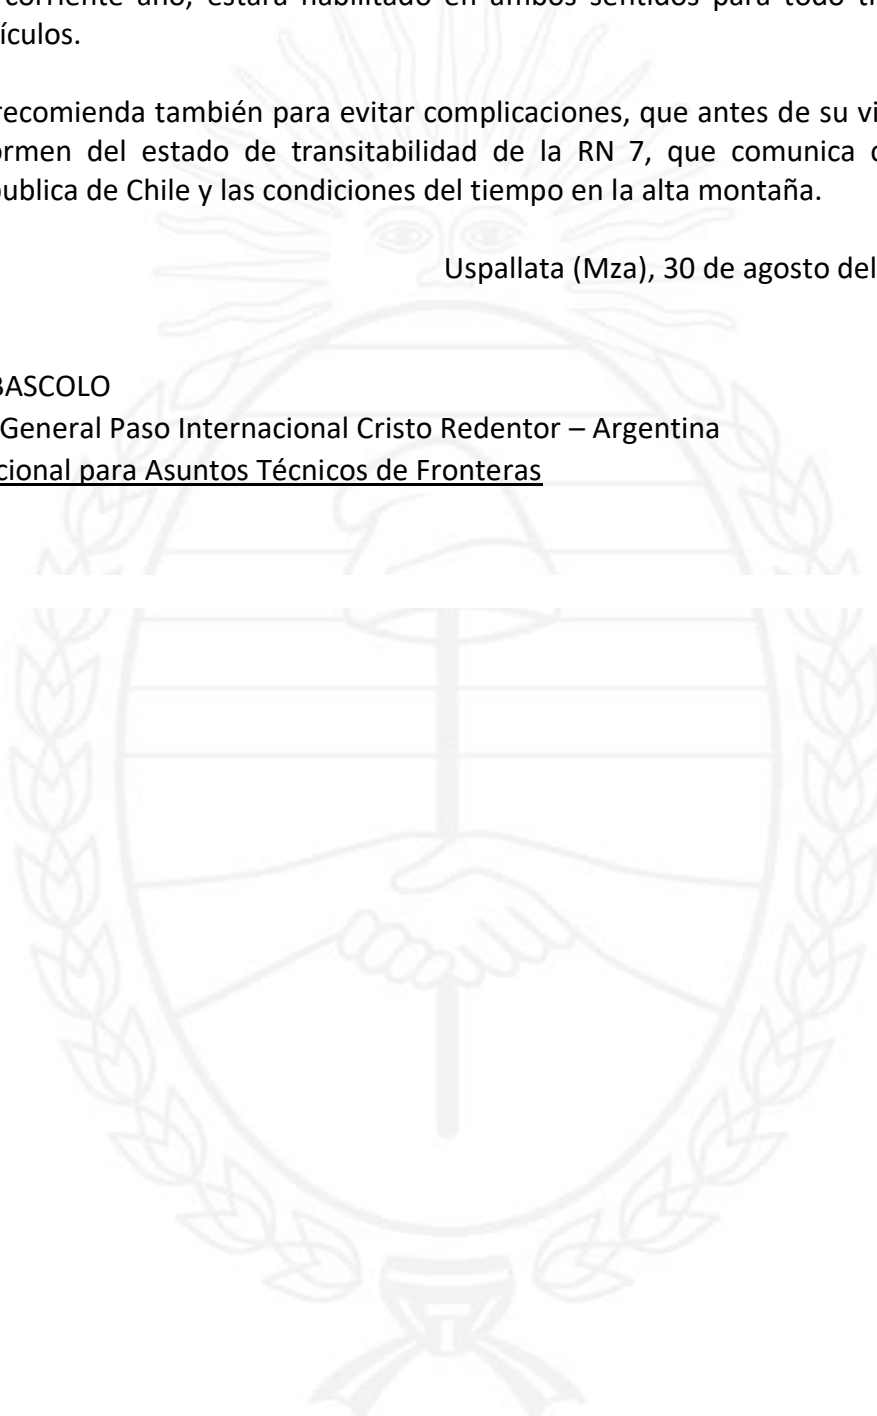 corriente año, estará habilitado en ambos sentidos para todo
ículos.
recomienda también para evitar complicaciones, que antes de su vi
ormen del estado de transitabilidad de la RN 7, que comunica
publica de Chile y las condiciones del tiempo en la alta montaña.
Uspallata (Mza), 30 de agosto del
BASCOLO
General Paso Internacional Cristo Redentor – Argentina
cional para Asuntos Técnicos de Fronteras